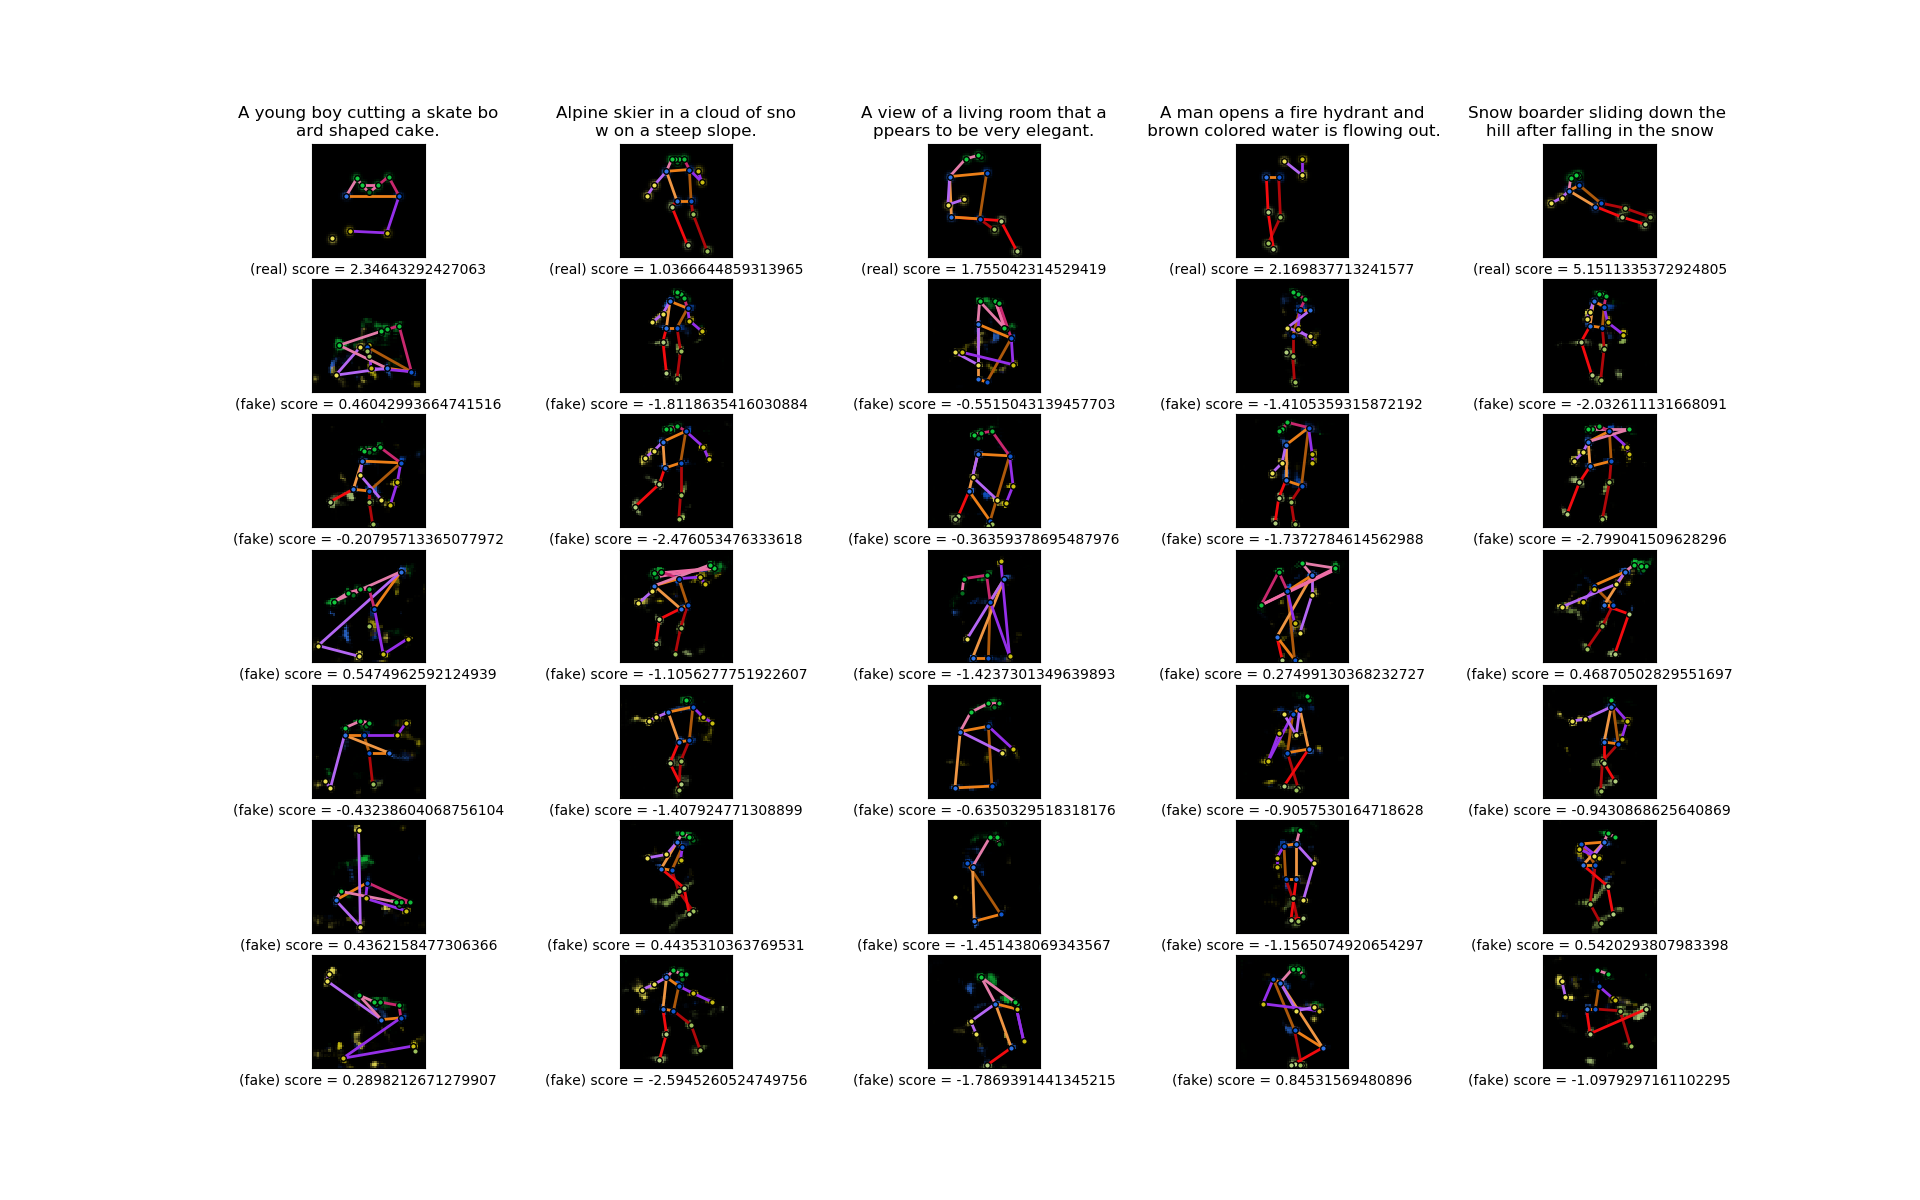 A young boy cutting a skate bo
ard shaped cake.
Alpine skier in a cloud of sno
w on a steep slope.
A view of a living room that a
ppears to be very elegant.
A man opens a fire hydrant and
brown colored water is flowing out.
Snow boarder sliding down the
hill after falling in the snow
(real) score = 2.34643292427063
(real) score = 1.0366644859313965
(real) score = 1.755042314529419
(real) score = 2.169837713241577
(real) score = 5.1511335372924805
(fake) score = 0.46042993664741516
(fake) score = -1.8118635416030884
(fake) score = -0.5515043139457703
(fake) score = -1.4105359315872192
(fake) score = -2.032611131668091
(fake) score = -0.20795713365077972
(fake) score = -2.476053476333618
(fake) score = -0.36359378695487976
(fake) score = -1.7372784614562988
(fake) score = -2.799041509628296
(fake) score = 0.5474962592124939
(fake) score = -1.1056277751922607
(fake) score = -1.4237301349639893
(fake) score = 0.27499130368232727
(fake) score = 0.46870502829551697
(fake) score = -0.43238604068756104
(fake) score = -1.407924771308899
(fake) score = -0.6350329518318176
(fake) score = -0.9057530164718628
(fake) score = -0.9430868625640869
(fake) score = 0.4362158477306366
(fake) score = 0.4435310363769531
(fake) score = -1.451438069343567
(fake) score = -1.1565074920654297
(fake) score = 0.5420293807983398
(fake) score = 0.2898212671279907
(fake) score = -2.5945260524749756
(fake) score = -1.7869391441345215
(fake) score = 0.84531569480896
(fake) score = -1.0979297161102295